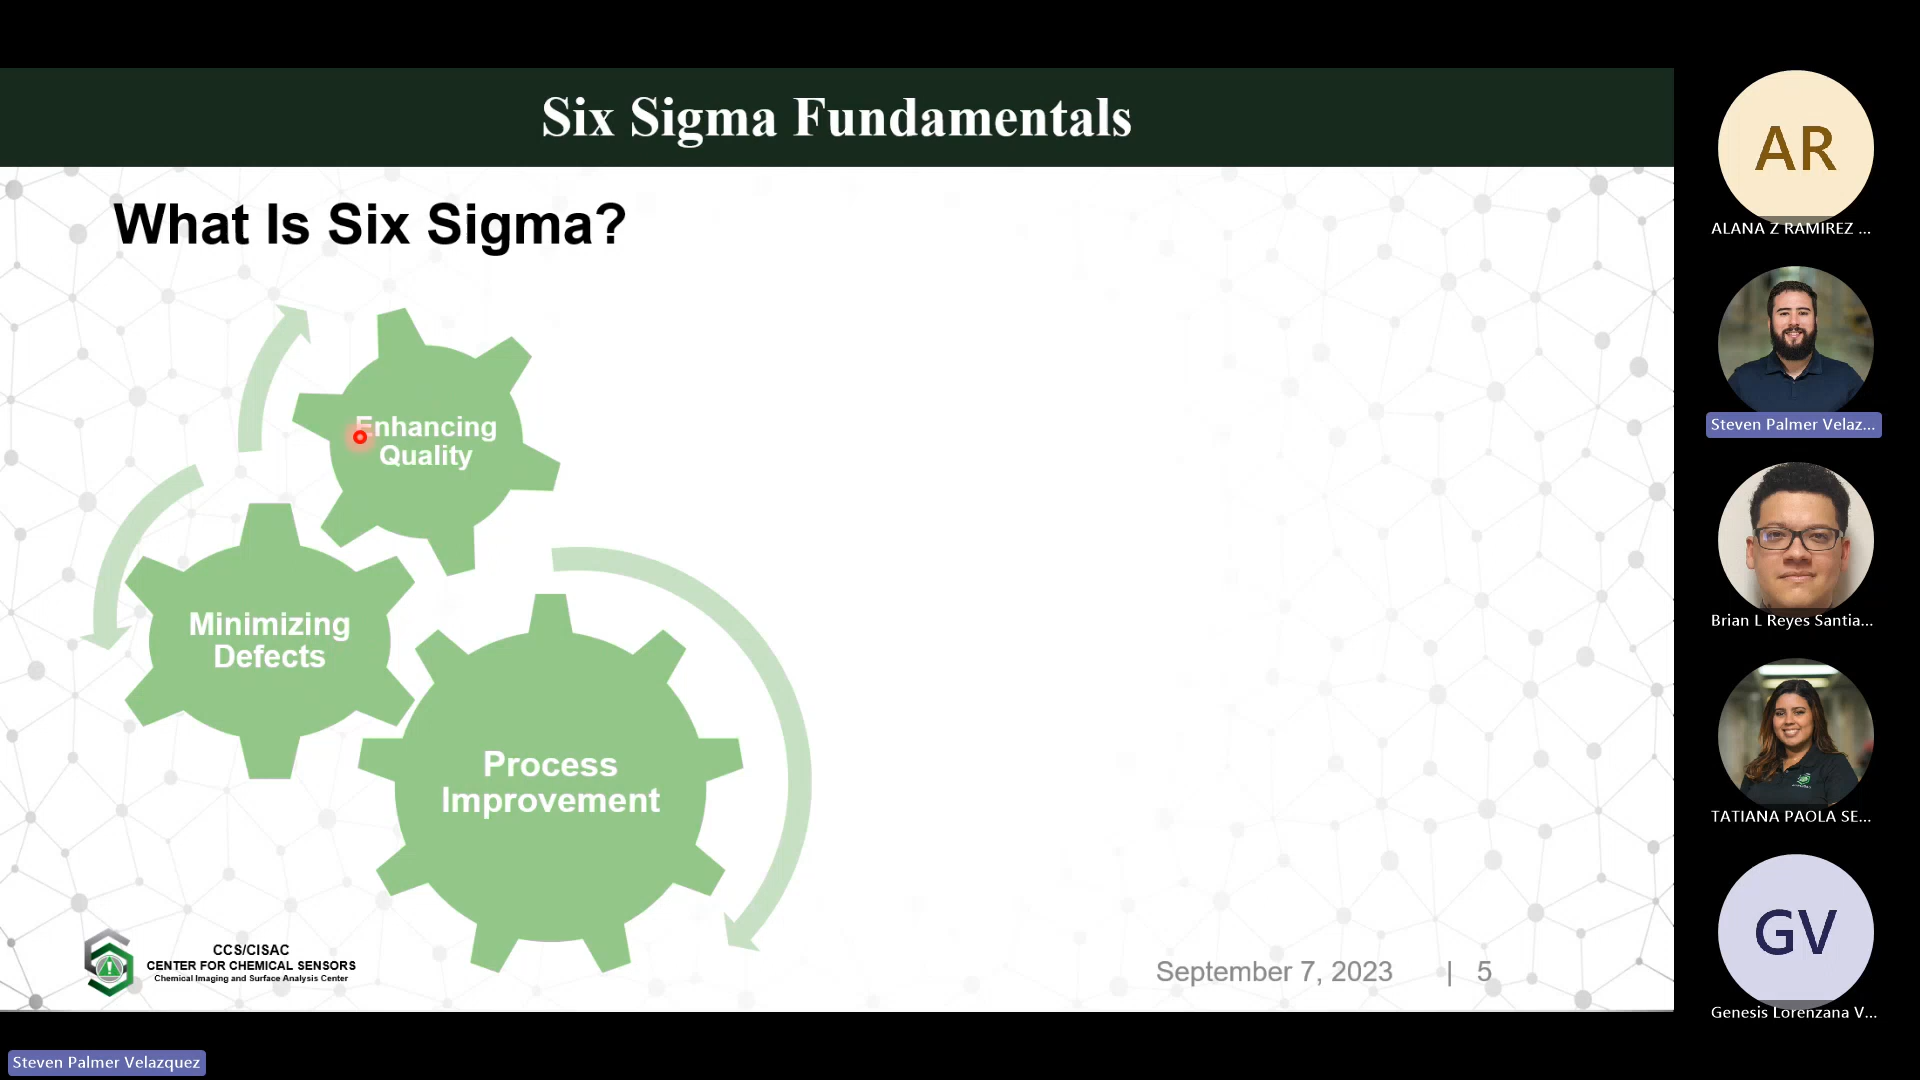 Six Sigma Fundamentals
What Is Six Sigma?
Enhancing
Quality
Minimizing
Defects
Process
Improvement
CCS/CISAC
CENTER FOR CHEMICAL SENSORS
Chemical Imaging and Surface Analysis Center
September 7, 2023 | 5
AR
ALANA Z RAMIREZ ...
Steven Palmer Velaz...
Brian L Reyes Santia...
TATIANA PAOLA SE...
GV
Genesis Lorenzana V...
Steven Palmer Velazquez